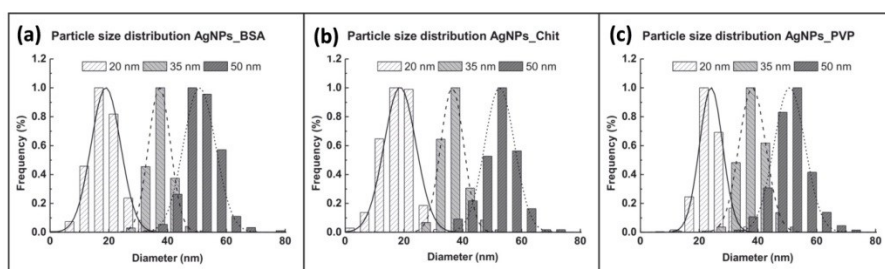 (a) Particle size distribution AgNPs_BSA
20 nm 35 nm 50 nm
1.2
1.0
0.8
0.6
0.4
0.2
0.0
Frequency (%)
0 20 40 60 80
Diameter (nm)
(b) Particle size distribution AgNPs_Chit
20 nm 35 nm 50 nm
1.2
1.0
0.8
0.6
0.4
0.2
0.0
Frequency (%)
0 20 40 60 80
Diameter (nm)
(c) Particle size distribution AgNPs_PVP
20 nm 35 nm 50 nm
1.2
1.0
0.8
0.6
0.4
0.2
0.0
Frequency (%)
0 20 40 60 80
Diameter (nm)